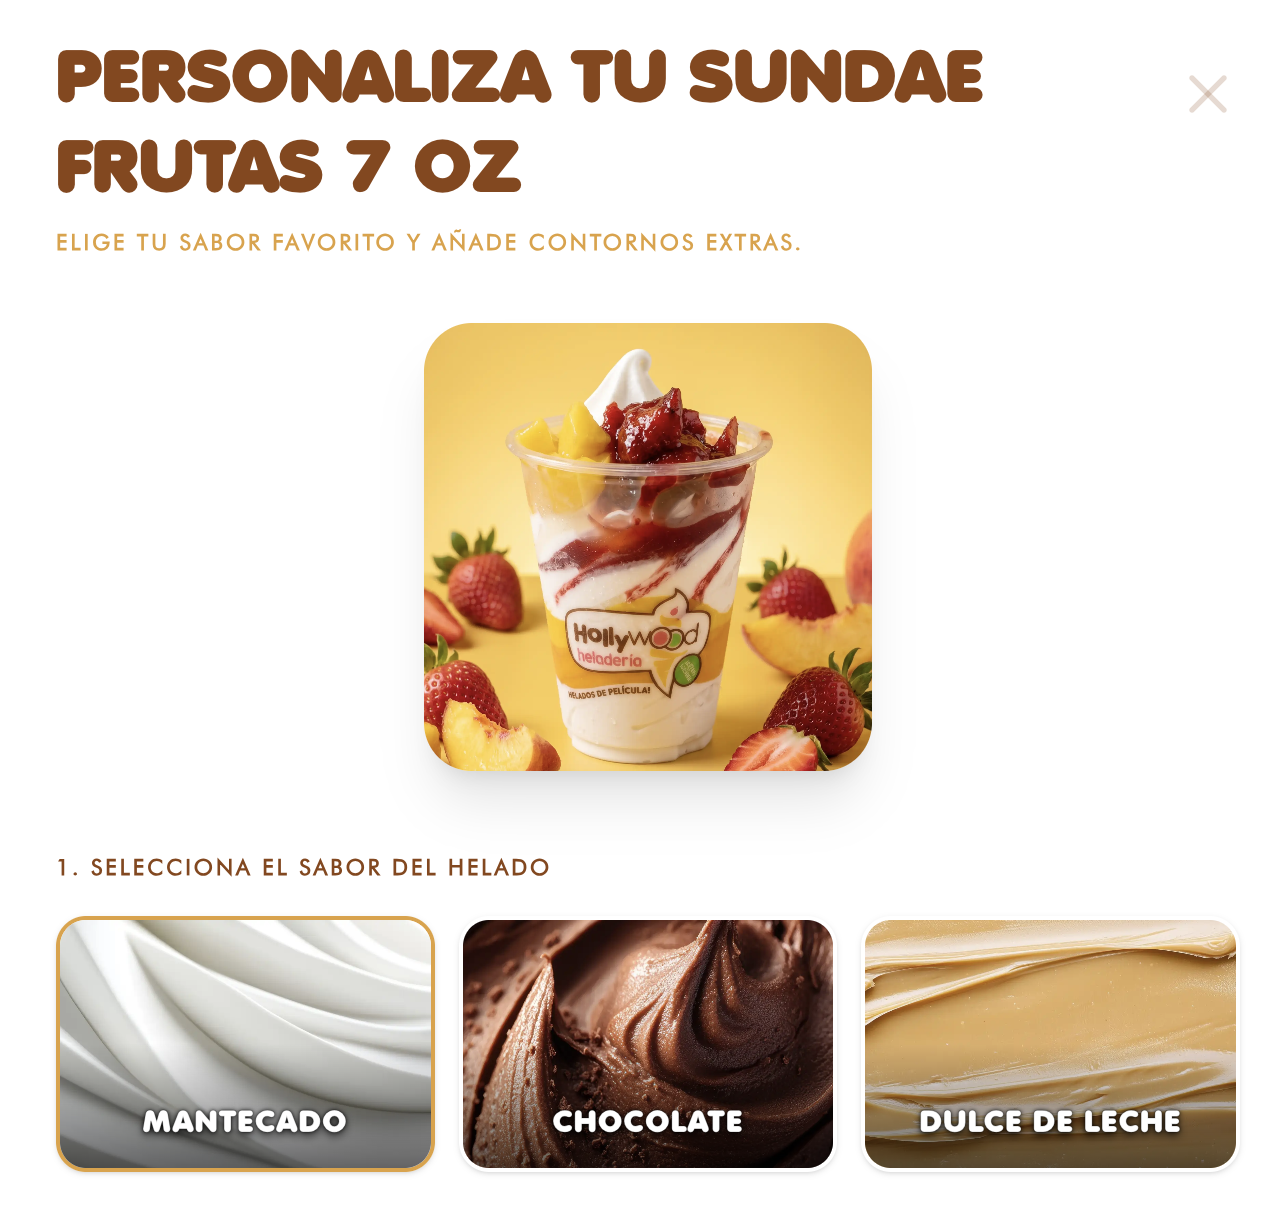 PERSONALIZA TU SUNDAE
FRUTAS 7 OZ
ELIGE TU SABOR FAVORITO Y AÑADE CONTORNOS EXTRAS.
Hollywood
heladería
HELADOS DE PELÍCULA!
1. SELECCIONA EL SABOR DEL HELADO
MANTECADO
CHOCOLATE
DULCE DE LECHE